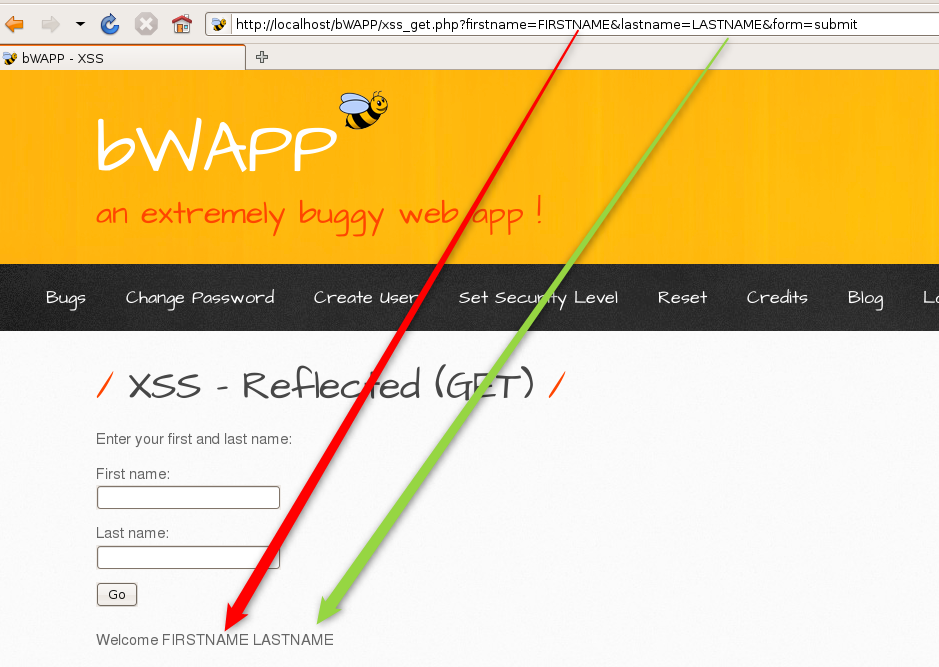 http://localhost/bWAPP/xss_get.php?firstname=FIRSTNAME&lastname=LASTNAME&form=submit
bWAPP - XSS
bWAPP
an extremely buggy web app !
Bugs Change Password Create User Set Security Level Reset Credits Blog
/ XSS - Reflected (GET) /
Enter your first and last name:
First name:
Last name:
Go
Welcome FIRSTNAME LASTNAME